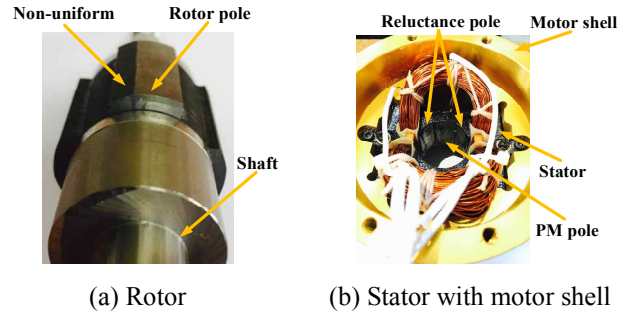 Non-uniform
Rotor pole
Shaft
(a) Rotor
Reluctance pole
Motor shell
Stator
PM pole
(b) Stator with motor shell